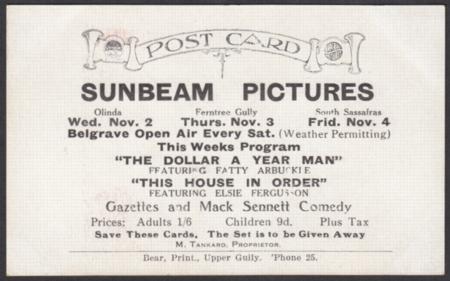 POST CARD
SUNBEAM PICTURES
Olinda Ferntree Gully South Sassafras
Wed. Nov. 2 Thurs. Nov. 3 Frid. Nov. 4
Belgrave Open Air Every Sat. (Weather Permitting)
This Weeks Program
"THE DOLLAR A YEAR MAN"
FEATURING FATTY ARBUCKLE
"THIS HOUSE IN ORDER"
FEATURING ELSIE FERGUSON
Gazettes and Mack Sennett Comedy
Prices: Adults 1/6 Children 9d. Plus Tax
Save These Cards, The Set is to be Given Away
M. TANKARD, PROPRIETOR.
Bear, Print., Upper Gully. 'Phone 25.